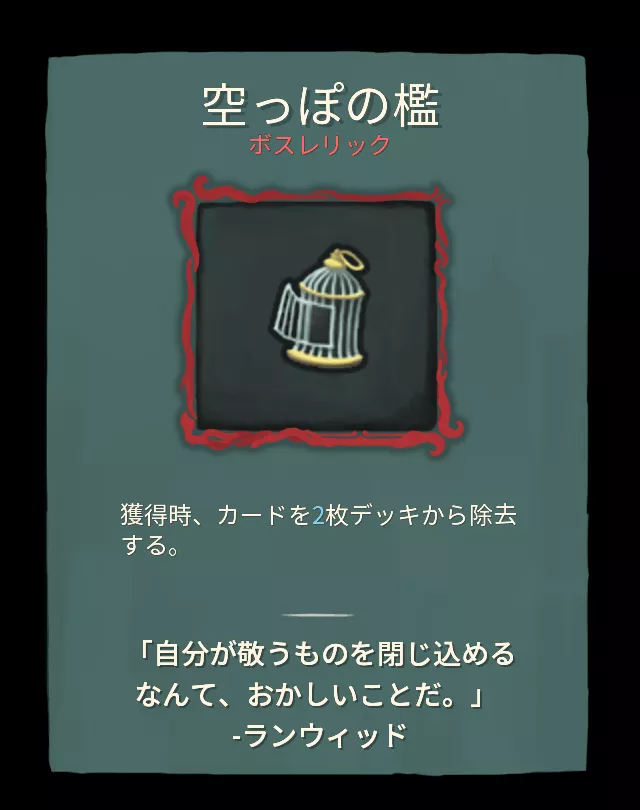 空っぽの檻
ボスレリック
獲得時、カードを2枚デッキから除去
する。
「自分が敬うものを閉じ込める
なんて、おかしいことだ。」
-ランウィッド